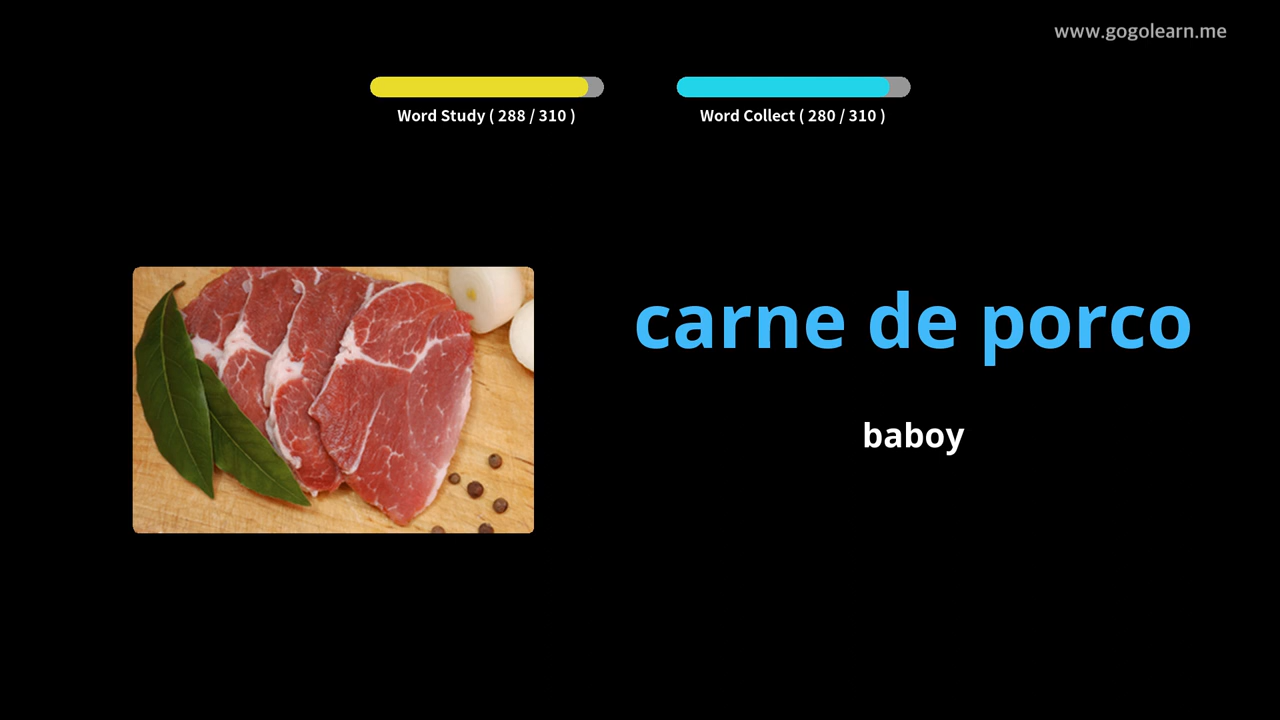 www.gogolearn.me
Word Study ( 288 / 310 )
Word Collect ( 280 / 310 )
carne de porco
baboy